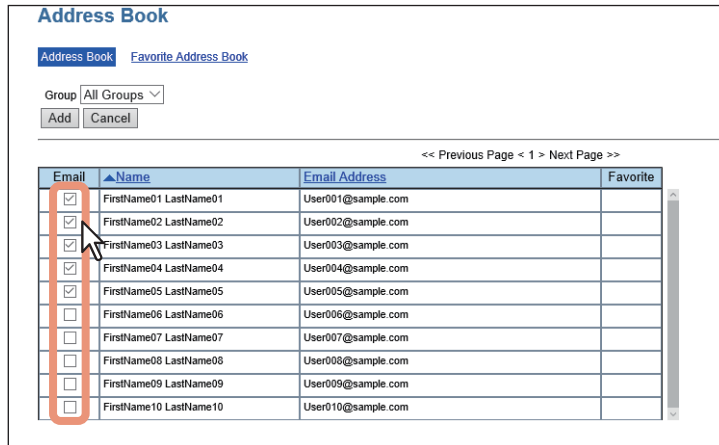 Address Book
Address Book Favorite Address Book
Group All Groups
Add Cancel
<< Previous Page < 1 > Next Page >>
Email Name Email Address Favorite
FirstName01 LastName01 User001@sample.com
FirstName02 LastName02 User002@sample.com
FirstName03 LastName03 User003@sample.com
FirstName04 LastName04 User004@sample.com
FirstName05 LastName05 User005@sample.com
FirstName06 LastName06 User006@sample.com
FirstName07 LastName07 User007@sample.com
FirstName08 LastName08 User008@sample.com
FirstName09 LastName09 User009@sample.com
FirstName10 LastName10 User010@sample.com